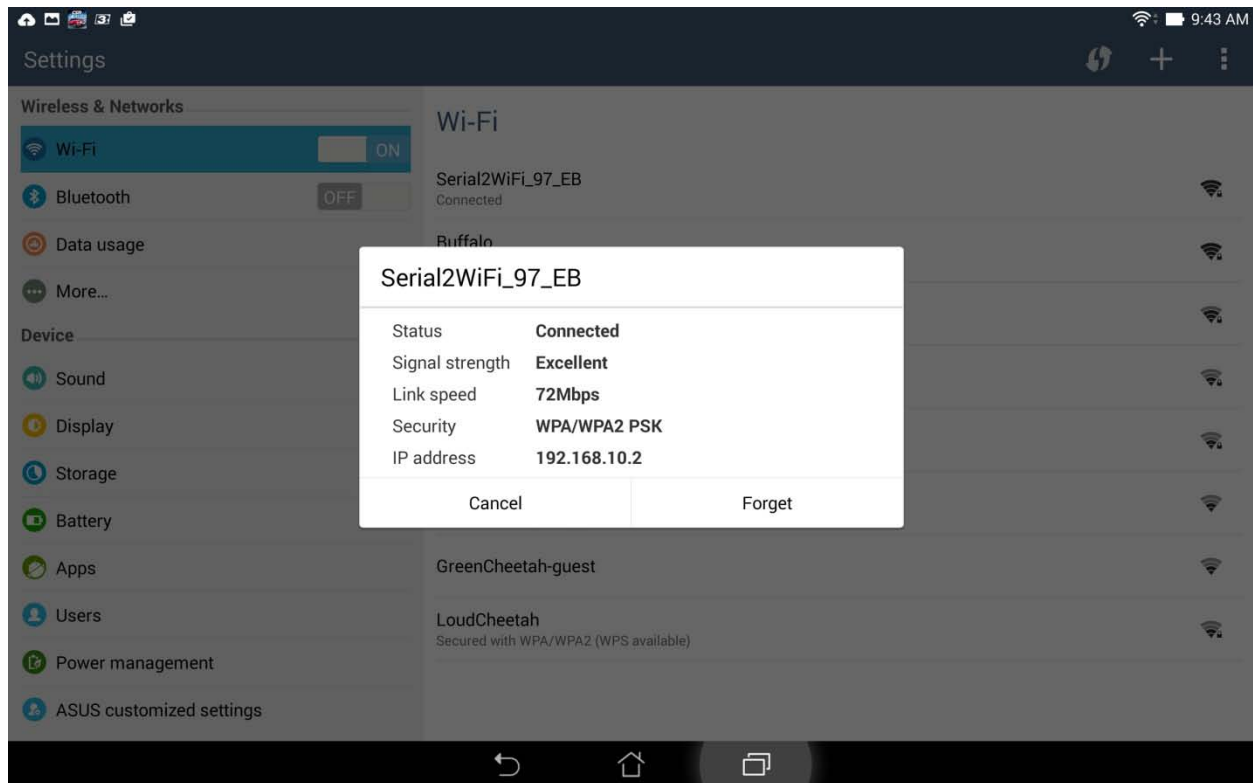 9:43 AM
Settings
Wireless & Networks
Wi-Fi
ON
Bluetooth
OFF
Data usage
More...
Device
Sound
Display
Storage
Battery
Apps
Users
Power management
ASUS customized settings
Wi-Fi
Serial2WiFi_97_EB
Connected
Buffalo
GreenCheetah-guest
LoudCheetah
Secured with WPA/WPA2 (WPS available)
Serial2WiFi_97_EB
Status Connected
Signal strength Excellent
Link speed 72Mbps
Security WPA/WPA2 PSK
IP address 192.168.10.2
Cancel Forget